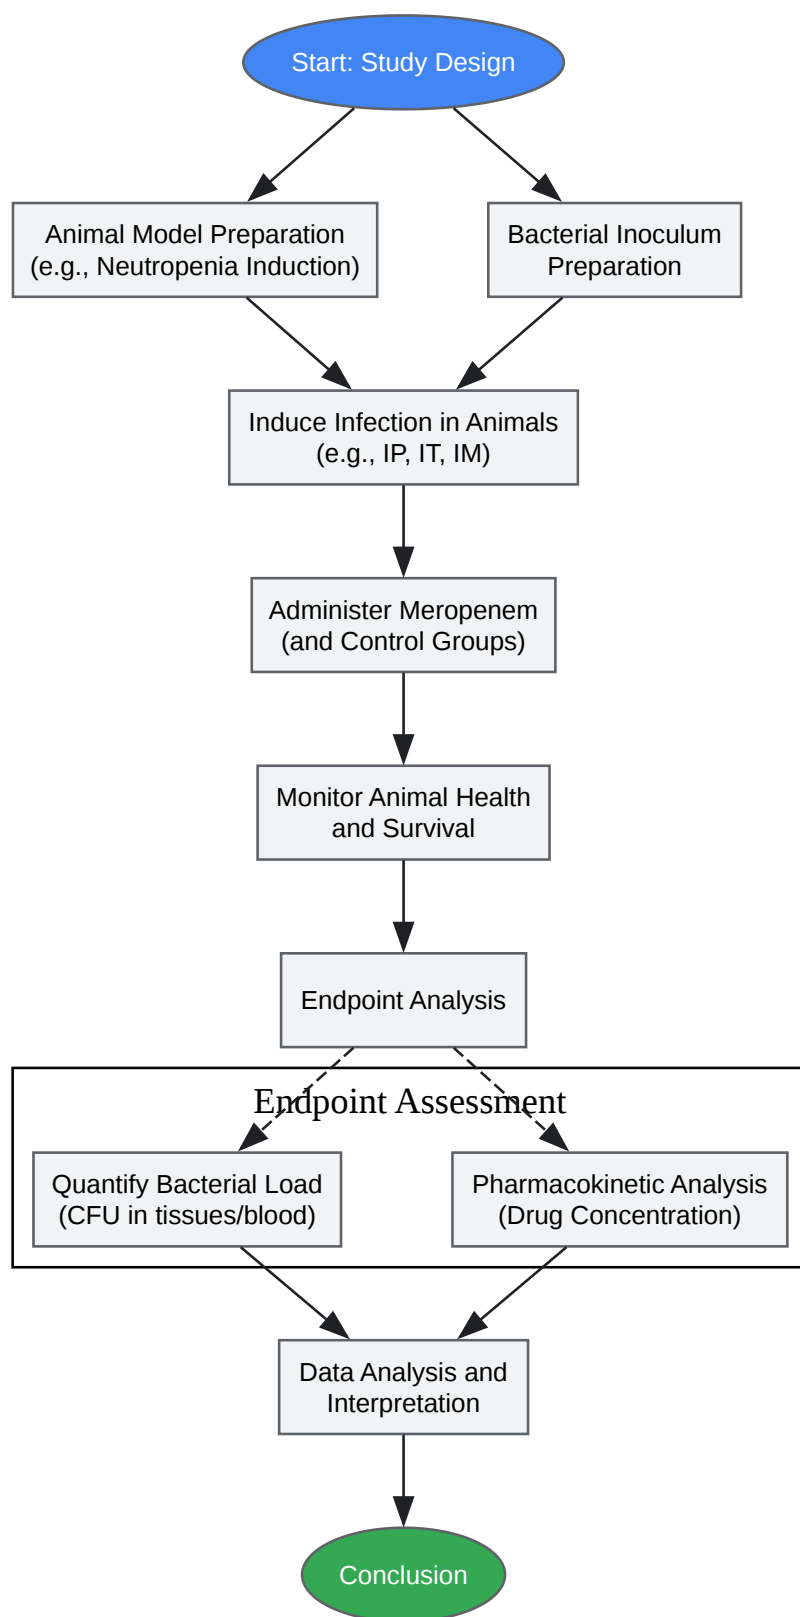 Start: Study Design
Animal Model Preparation
(e.g., Neutropenia Induction)
Bacterial Inoculum
Preparation
Induce Infection in Animals
(e.g., IP, IT, IM)
Administer Meropenem
(and Control Groups)
Monitor Animal Health
and Survival
Endpoint Analysis
Endpoint Assessment
Quantify Bacterial Load
(CFU in tissues/blood)
Pharmacokinetic Analysis
(Drug Concentration)
Data Analysis and
Interpretation
Conclusion